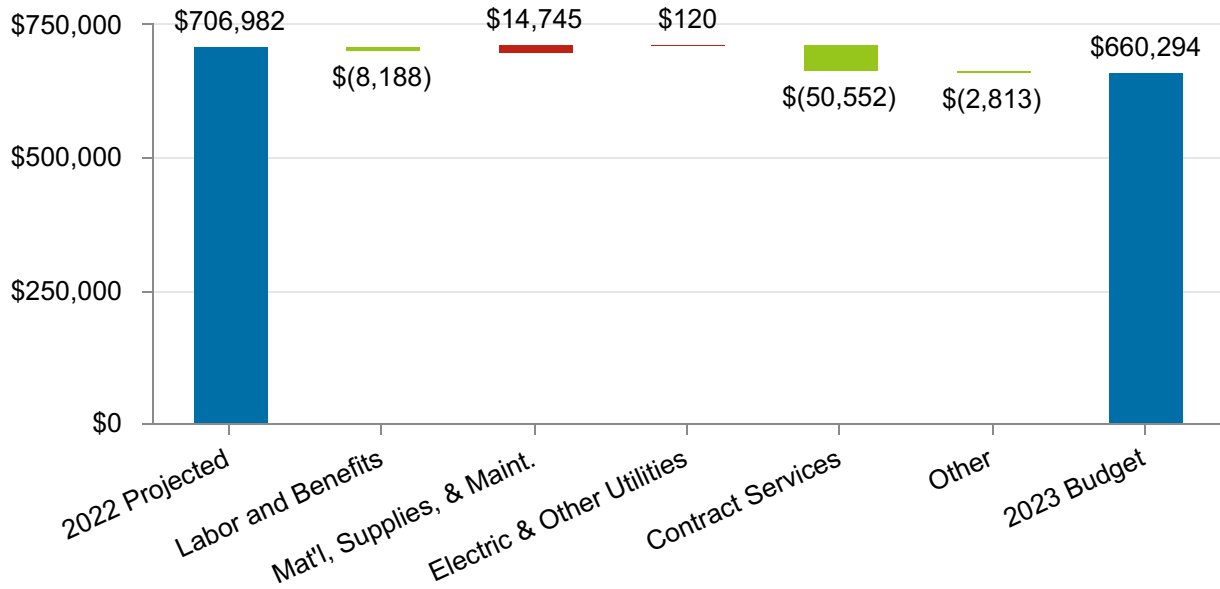 $750,000
$500,000
$250,000
$0
$706,982
$(8,188)
$14,745
$120
$(50,552)
$(2,813)
$660,294
2022 Projected
Labor and Benefits
Mat'l, Supplies, & Maint.
Electric & Other Utilities
Contract Services
Other
2023 Budget